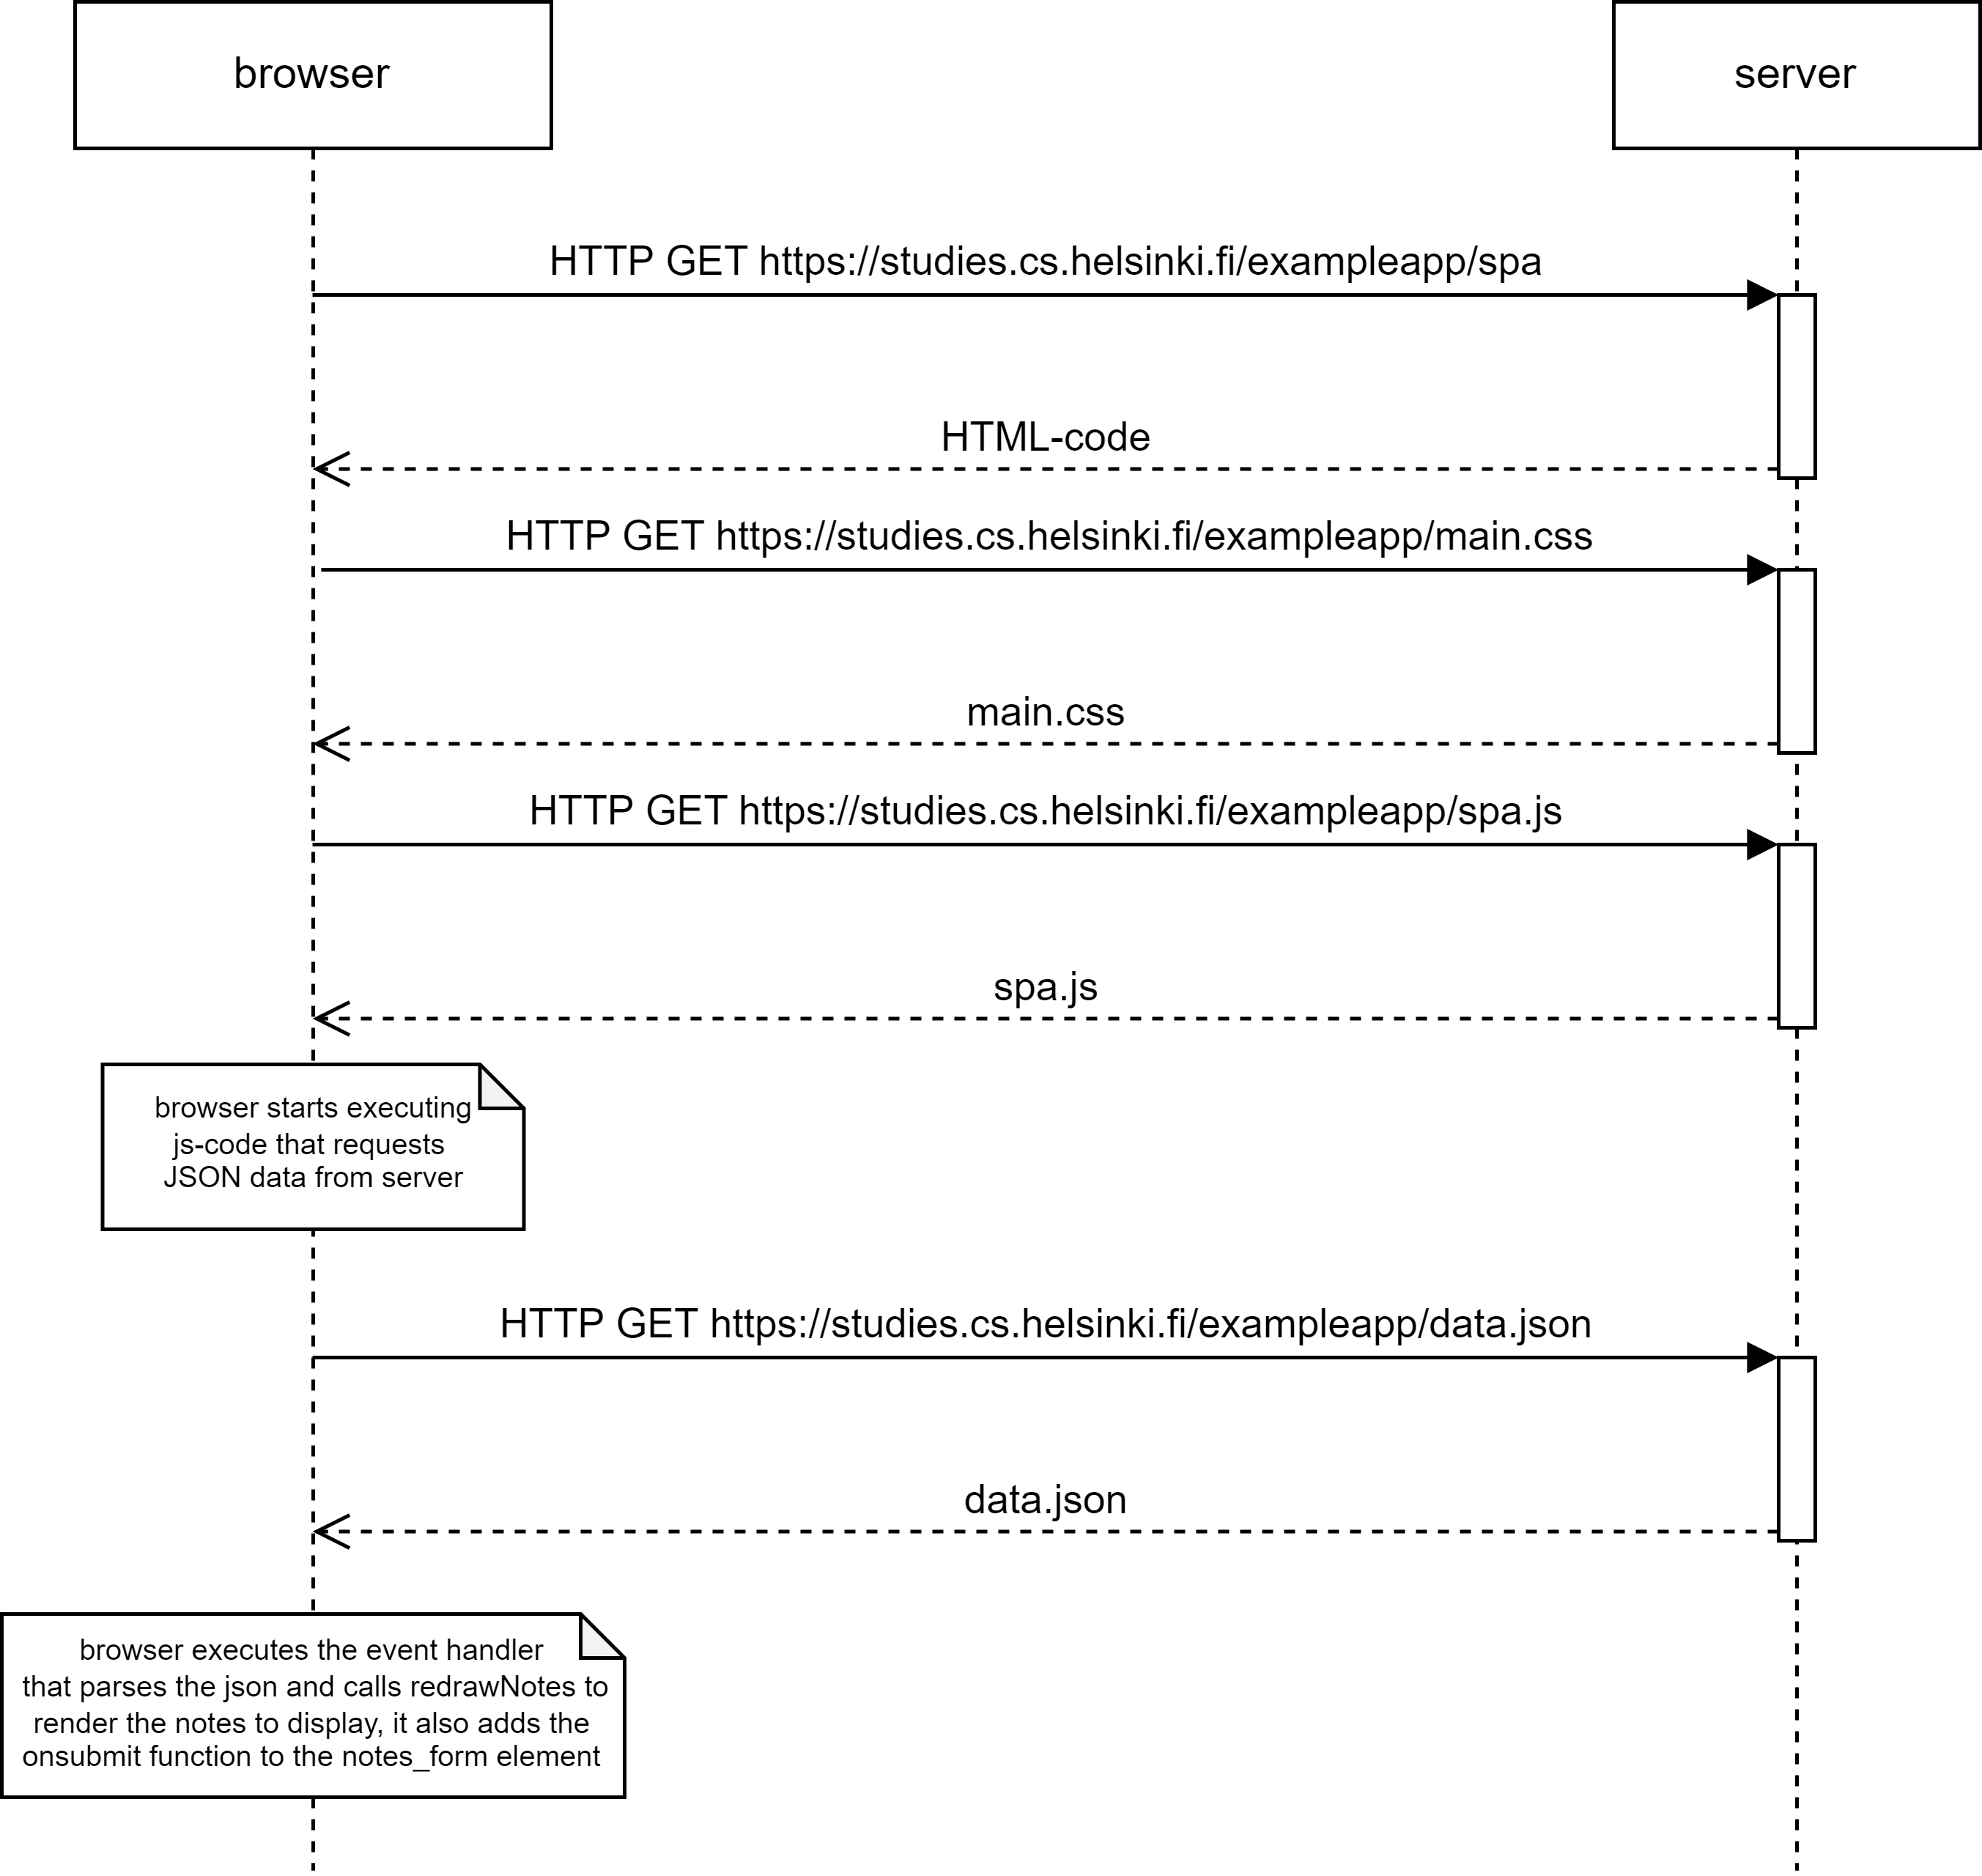 browser
server
HTTP GET https://studies.cs.helsinki.fi/exampleapp/spa
HTML-code
HTTP GET https://studies.cs.helsinki.fi/exampleapp/main.css
main.css
HTTP GET https://studies.cs.helsinki.fi/exampleapp/spa.js
spa.js
browser starts executing
js-code that requests
JSON data from server
HTTP GET https://studies.cs.helsinki.fi/exampleapp/data.json
data.json
browser executes the event handler
that parses the json and calls redrawNotes to
render the notes to display, it also adds the
onsubmit function to the notes_form element